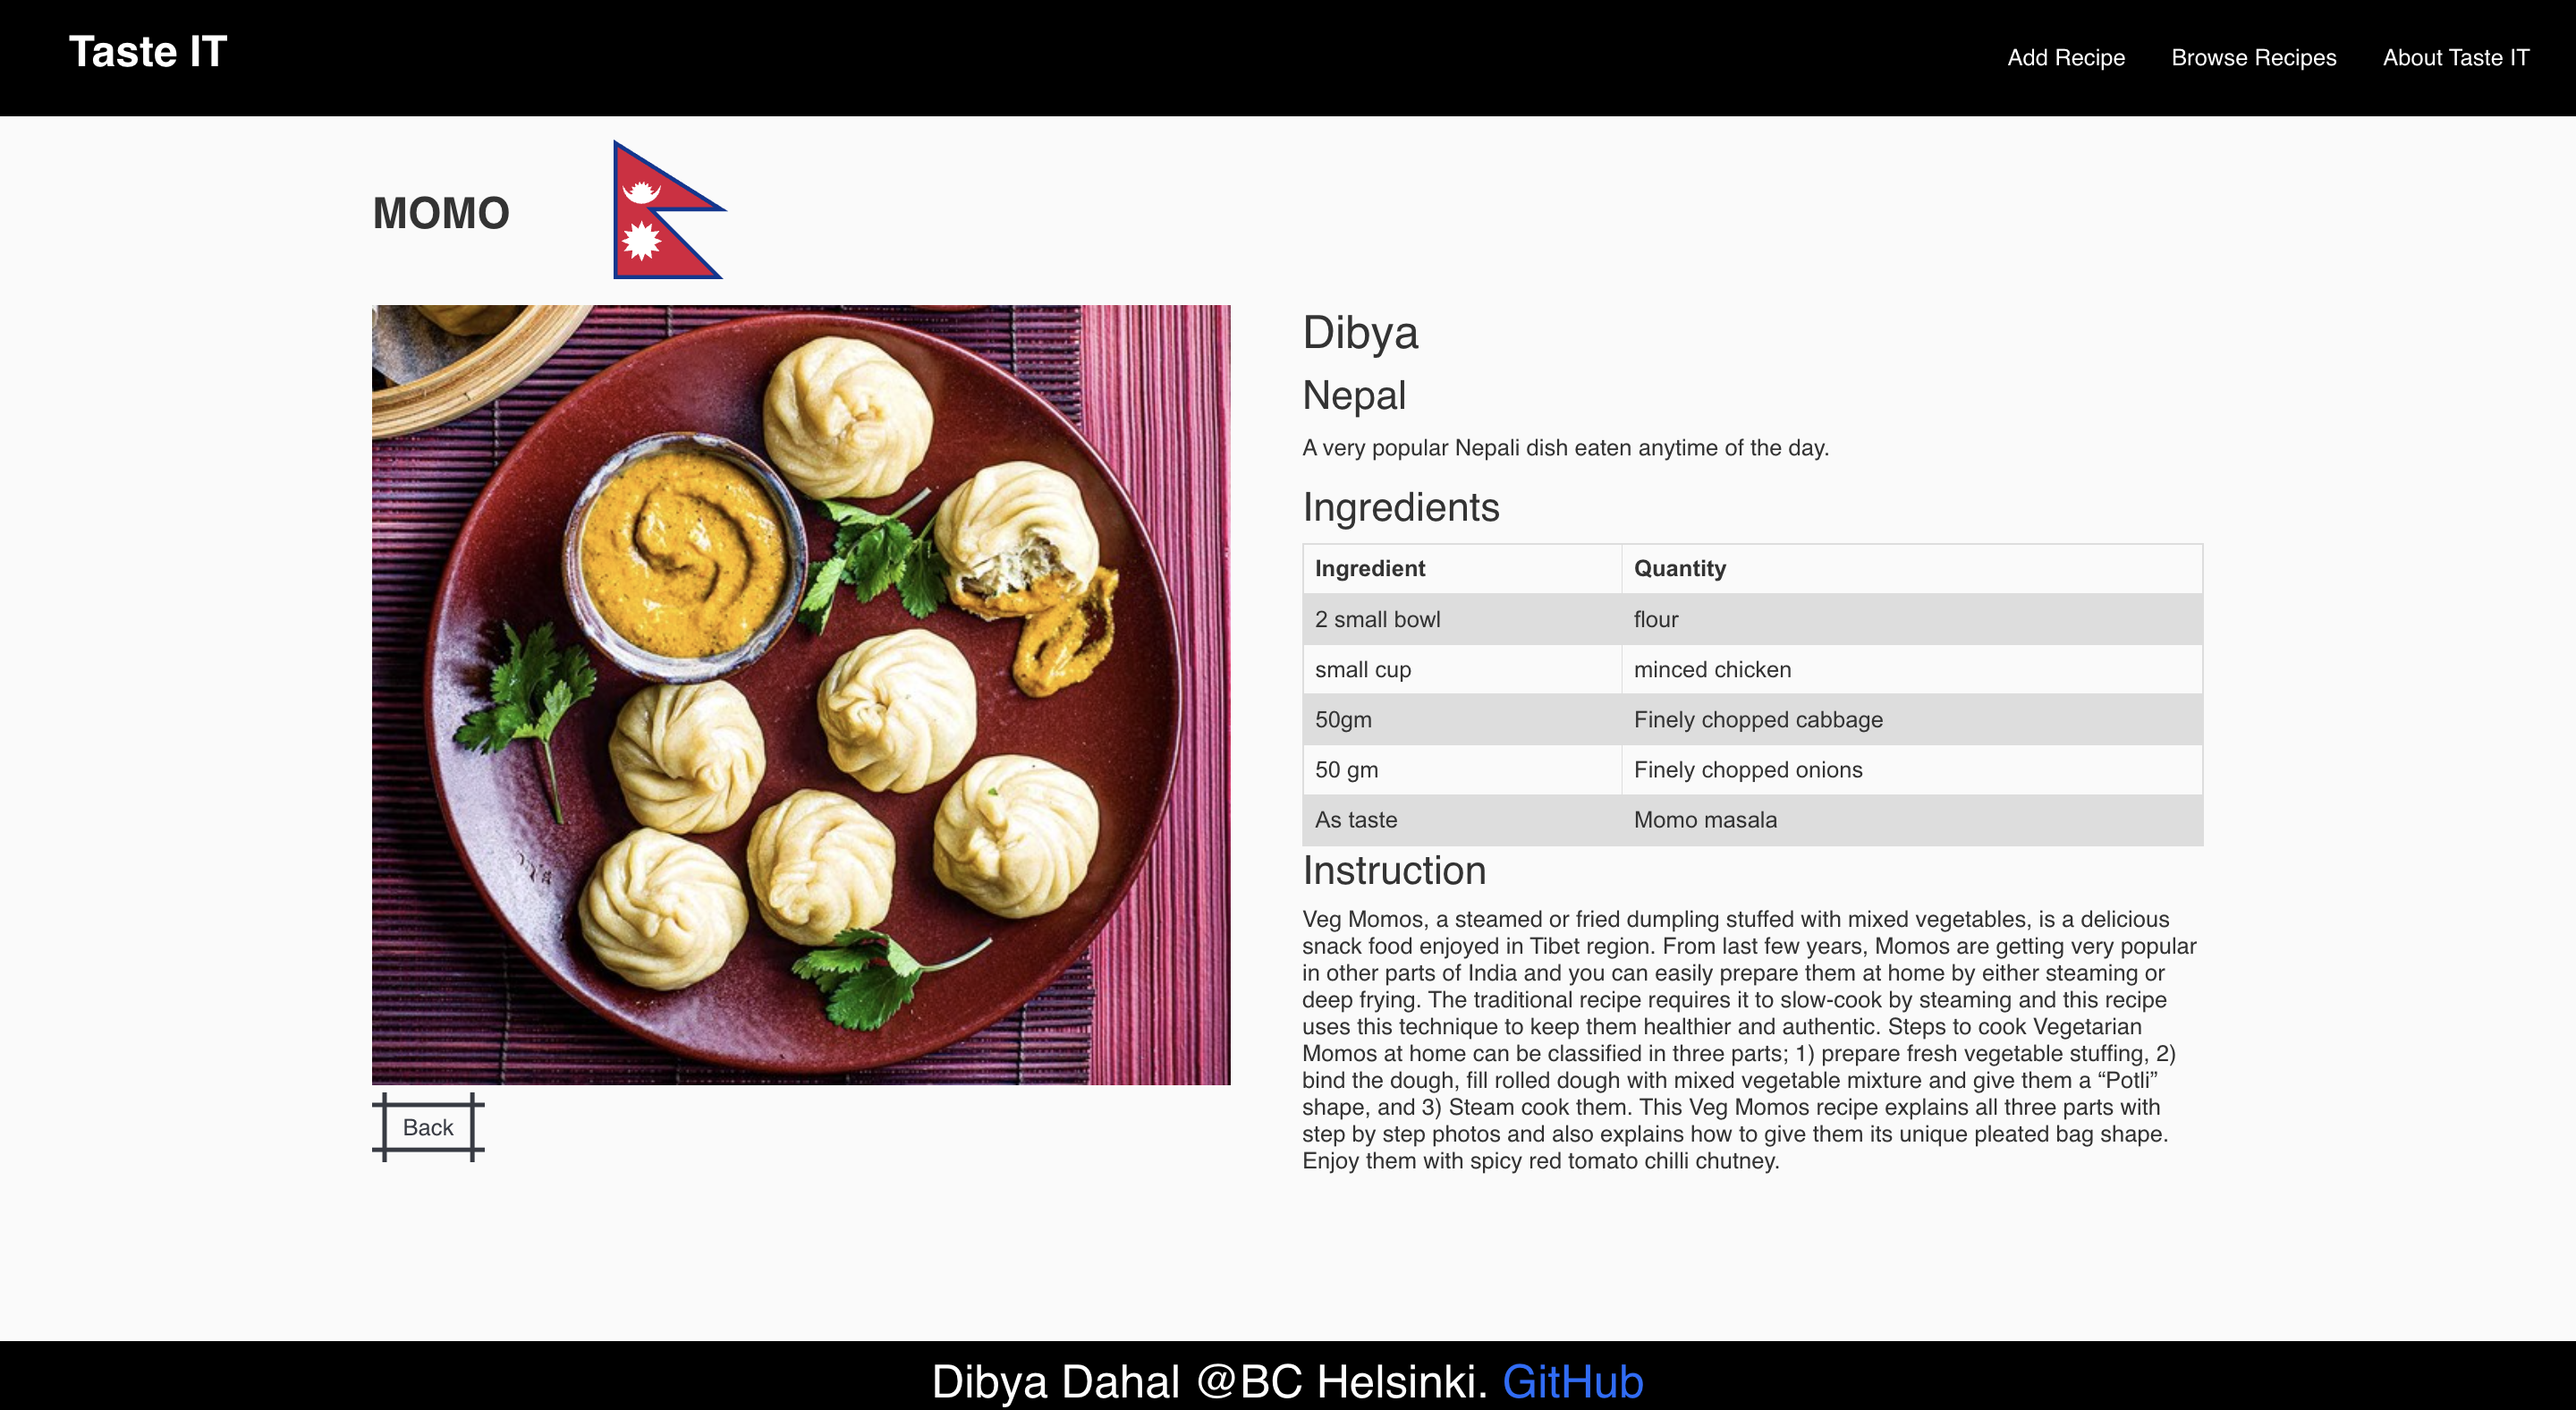 Taste IT
Add Recipe
Browse Recipes
About Taste IT
MOMO
Dibya
Nepal
A very popular Nepali dish eaten anytime of the day.
Ingredients
Ingredient Quantity
2 small bowl flour
small cup minced chicken
50gm Finely chopped cabbage
50 gm Finely chopped onions
As taste Momo masala
Instruction
Veg Momos, a steamed or fried dumpling stuffed with mixed vegetables, is a delicious
snack food enjoyed in Tibet region. From last few years, Momos are getting very popular
in other parts of India and you can easily prepare them at home by either steaming or
deep frying. The traditional recipe requires it to slow-cook by steaming and this recipe
uses this technique to keep them healthier and authentic. Steps to cook Vegetarian
Momos at home can be classified in three parts; 1) prepare fresh vegetable stuffing, 2)
bind the dough, fill rolled dough with mixed vegetable mixture and give them a “Potli”
shape, and 3) Steam cook them. This Veg Momos recipe explains all three parts with
step by step photos and also explains how to give them its unique pleated bag shape.
Enjoy them with spicy red tomato chilli chutney.
Back
Dibya Dahal @BC Helsinki. GitHub